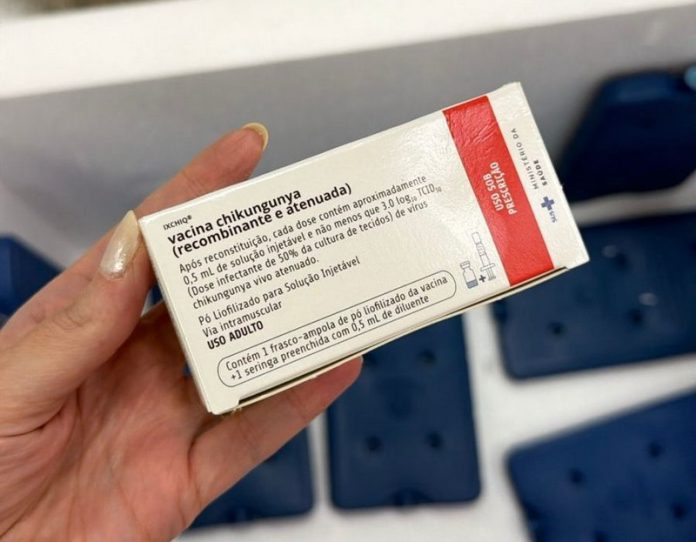 IXCHIQ®
vacina chikungunya
(recombinante e atenuada)
Após reconstituição, cada dose contém aproximadamente
0,5 mL de solução injetável e não menos que 3.0 log₁₀ TCID₅₀
(Dose infectante de 50% da cultura de tecidos) de vírus
chikungunya vivo atenuado.
Pó Liofilizado para Solução Injetável
Via intramuscular
USO ADULTO
Contém 1 frasco-ampola de pó liofilizado da vacina
+1 seringa preenchida com 0,5 mL de diluente
USO SOB
PRESCRIÇÃO
SUS
MINISTÉRIO DA
SAÚDE